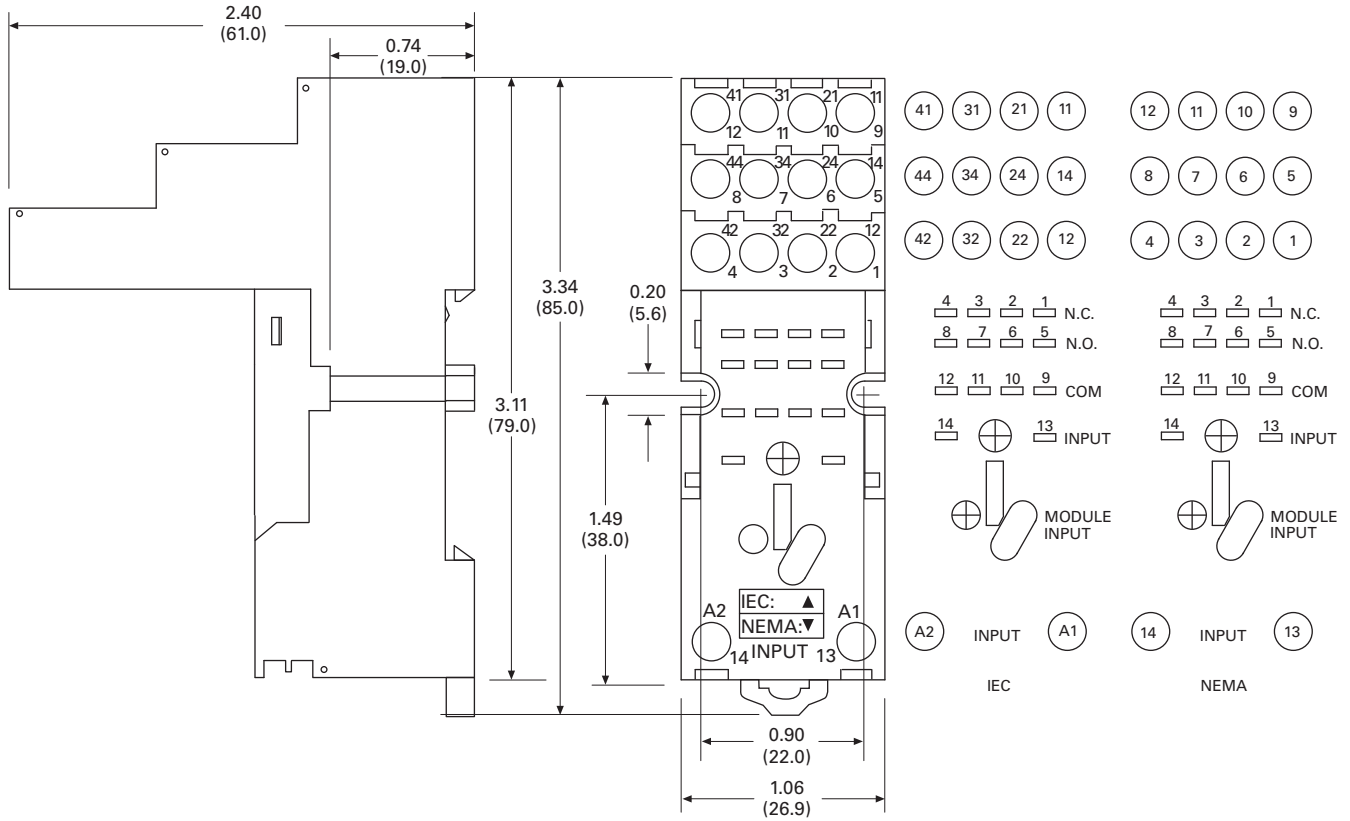 2.40
(61.0)
0.74
(19.0)
3.34
(85.0)
3.11
(79.0)
0.20
(5.6)
1.49
(38.0)
41 31 21 11
12 11 10 9
44 34 24 14
8 7 6 5
42 32 22 12
4 3 2 1
IEC: ▲
NEMA:▼
A2 A1
14 INPUT 13
0.90
(22.0)
1.06
(26.9)
41 31 21 11
44 34 24 14
42 32 22 12
4 3 2 1 N.C.
8 7 6 5 N.O.
12 11 10 9 COM
14 13 INPUT
MODULE
INPUT
A2 INPUT A1
IEC
12 11 10 9
8 7 6 5
4 3 2 1
4 3 2 1 N.C.
8 7 6 5 N.O.
12 11 10 9 COM
14 13 INPUT
MODULE
INPUT
14 INPUT 13
NEMA